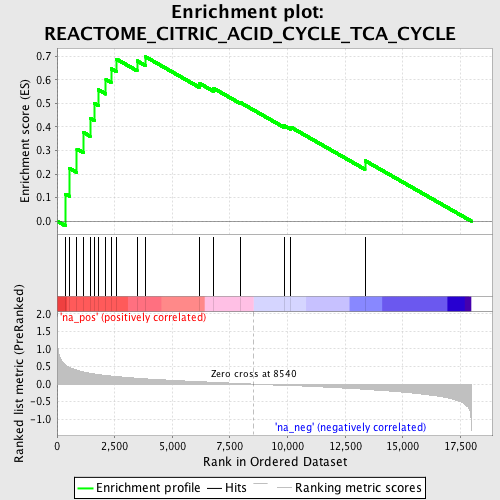 Enrichment plot:
REACTOME_CITRIC_ACID_CYCLE_TCA_CYCLE
Enrichment score (ES)
0.7
0.6
0.5
0.4
0.3
0.2
0.1
0.0
'na_pos' (positively correlated)
Ranked list metric (PreRanked)
2.0
1.5
1.0
0.5
0.0
-0.5
-1.0
Zero cross at 8540
'na_neg' (negatively correlated)
0 2,500 5,000 7,500 10,000 12,500 15,000 17,500
Rank in Ordered Dataset
Enrichment profile Hits Ranking metric scores